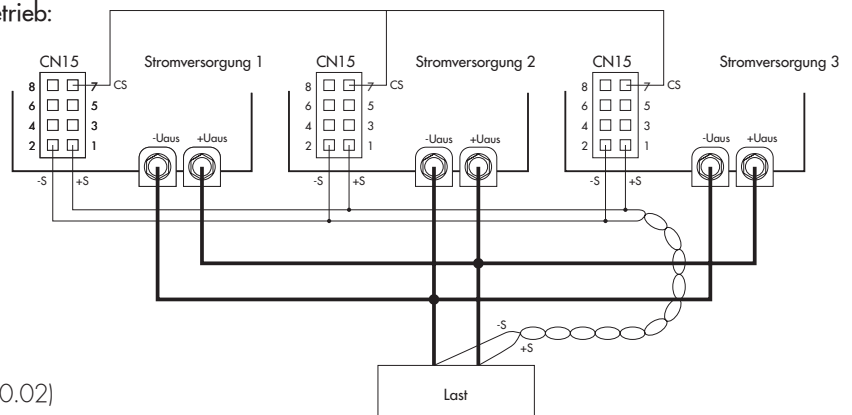 etrieb:
CN15 Stromversorgung 1 CN15 Stromversorgung 2 CN15 Stromversorgung 3
8 7 CS 8 7 CS 8 7 CS
6 5 6 5 6 5
4 3 4 3 4 3
2 1 -Uaus +Uaus 2 1 -Uaus +Uaus 2 1 -Uaus +Uaus
-S +S -S +S -S +S
-S
+S
0.02) Last